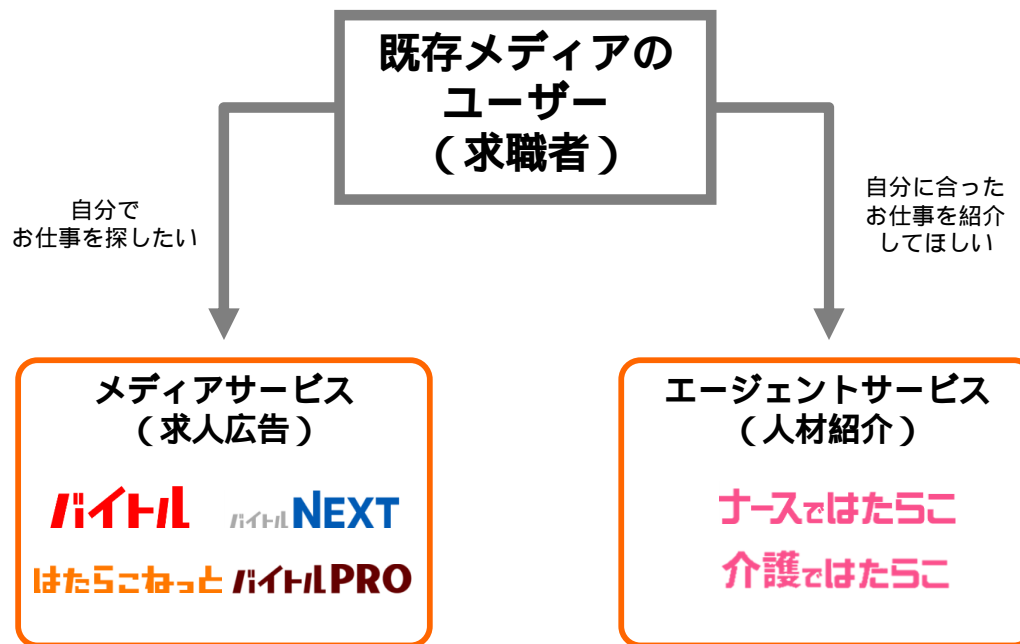 既存メディアの
ユーザー
（求職者）
自分で
お仕事を探したい
自分に合った
お仕事を紹介
してほしい
メディアサービス
（求人広告）
バイトル
バイトルNEXT
はたらこねっと
バイトルPRO
エージェントサービス
（人材紹介）
ナースではたらこ
介護ではたらこ